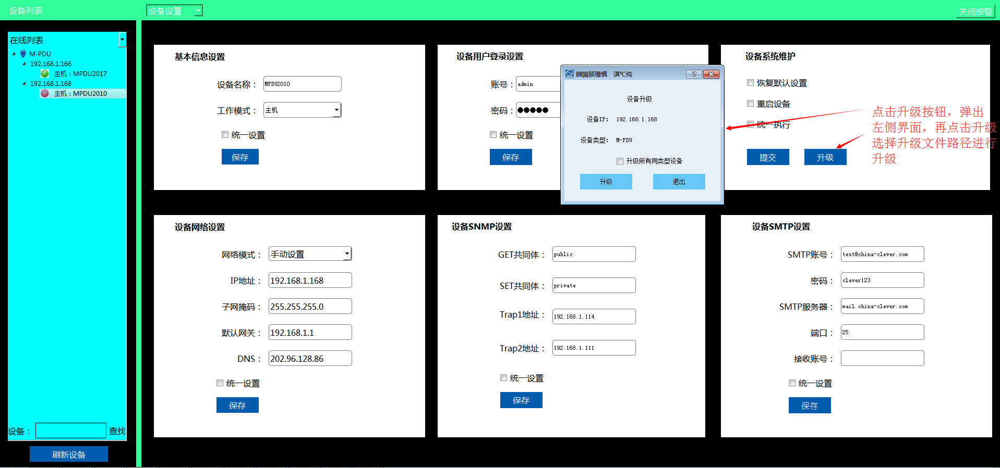 设备列表
设备设置
关闭报警
在线列表
M-PDU
192.168.1.166
主机：MPDU2017
192.168.1.168
主机：MPDU2010
设备：
查找
刷新设备
基本信息设置
设备名称：
MPDU2010
工作模式：
主机
统一设置
保存
设备用户登录设置
账号：
admin
密码：
●●●●●
保存
统一设置
设备升级
设备IP： 192.168.1.168
设备类型： M-PDU
升级所有同类型设备
升级
退出
设备系统维护
恢复默认设置
重启设备
统一执行
提交
升级
点击升级按钮，弹出
左侧界面，再点击升级
选择升级文件路径进行
升级
设备网络设置
网络模式：
手动设置
IP地址：
192.168.1.168
子网掩码：
255.255.255.0
默认网关：
192.168.1.1
DNS：
202.96.128.86
统一设置
保存
设备SNMP设置
GET共同体：
public
SET共同体：
private
Trap1地址：
192.168.1.114
Trap2地址：
192.168.1.111
统一设置
保存
设备SMTP设置
SMTP账号：
test@china-clever.com
密码：
clever123
SMTP服务器：
mail.china-clever.com
端口：
25
接收账号：
统一设置
保存